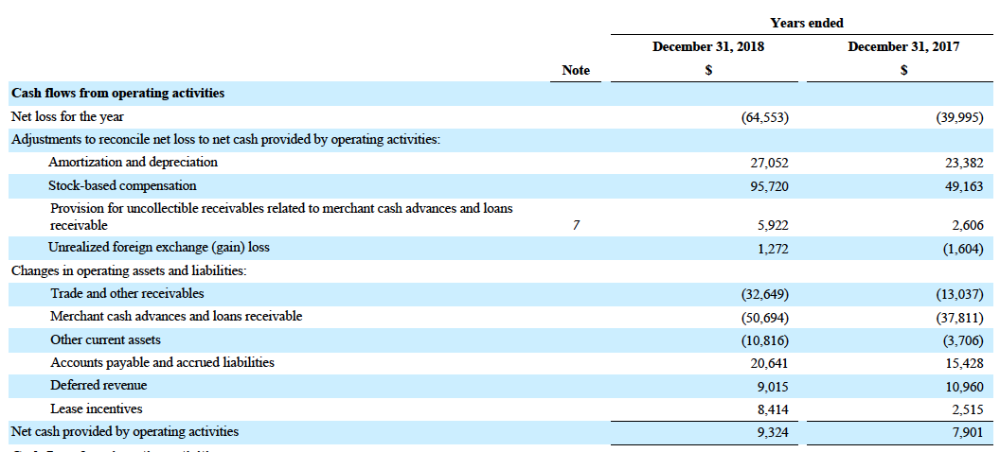 Years ended
December 31, 2018 December 31, 2017
Note $ $
Cash flows from operating activities
Net loss for the year (64,553) (39,995)
Adjustments to reconcile net loss to net cash provided by operating activities:
Amortization and depreciation 27,052 23,382
Stock-based compensation 95,720 49,163
Provision for uncollectible receivables related to merchant cash advances and loans
receivable 7 5,922 2,606
Unrealized foreign exchange (gain) loss 1,272 (1,604)
Changes in operating assets and liabilities:
Trade and other receivables (32,649) (13,037)
Merchant cash advances and loans receivable (50,694) (37,811)
Other current assets (10,816) (3,706)
Accounts payable and accrued liabilities 20,641 15,428
Deferred revenue 9,015 10,960
Lease incentives 8,414 2,515
Net cash provided by operating activities 9,324 7,901